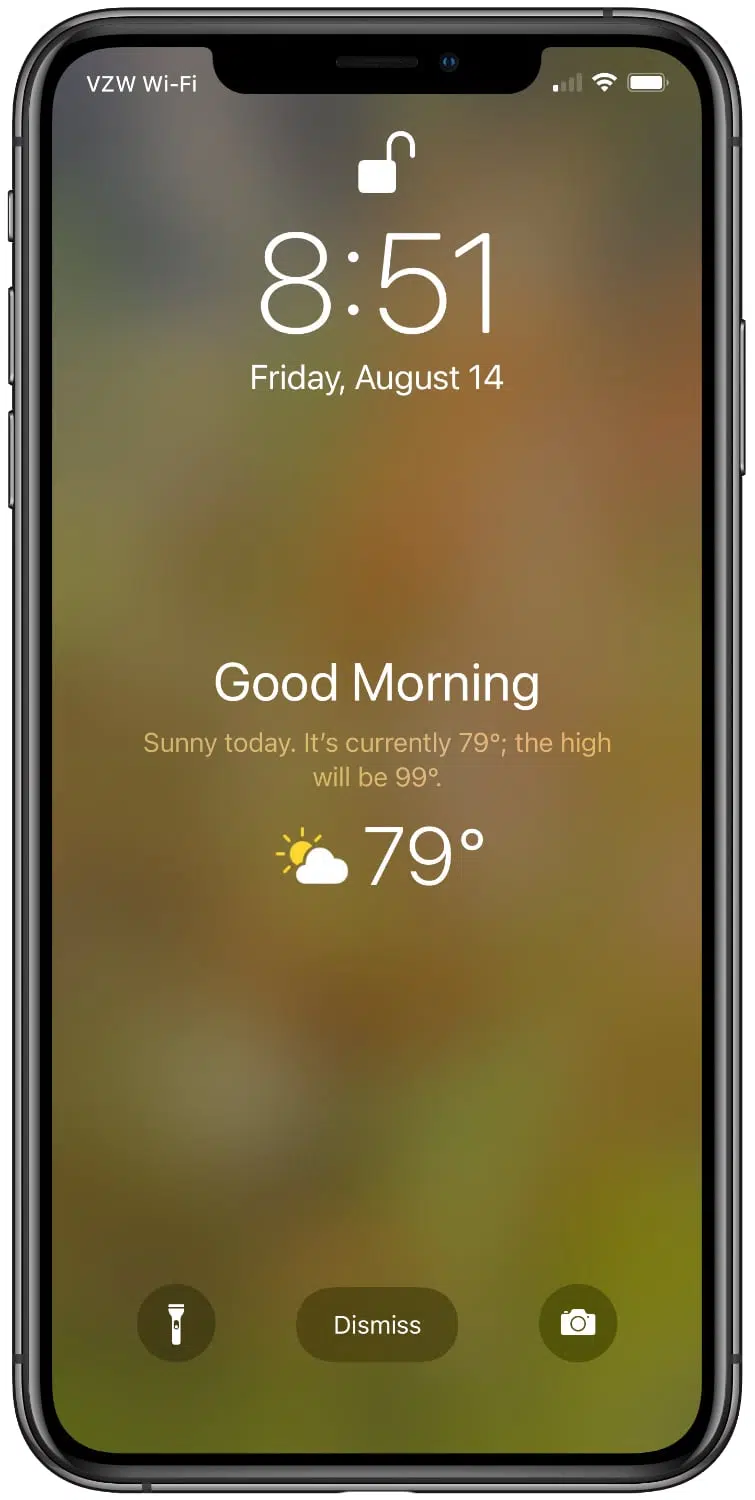 VZW Wi-Fi
8:51
Friday, August 14
Good Morning
Sunny today. It’s currently 79°; the high
will be 99°.
79°
Dismiss